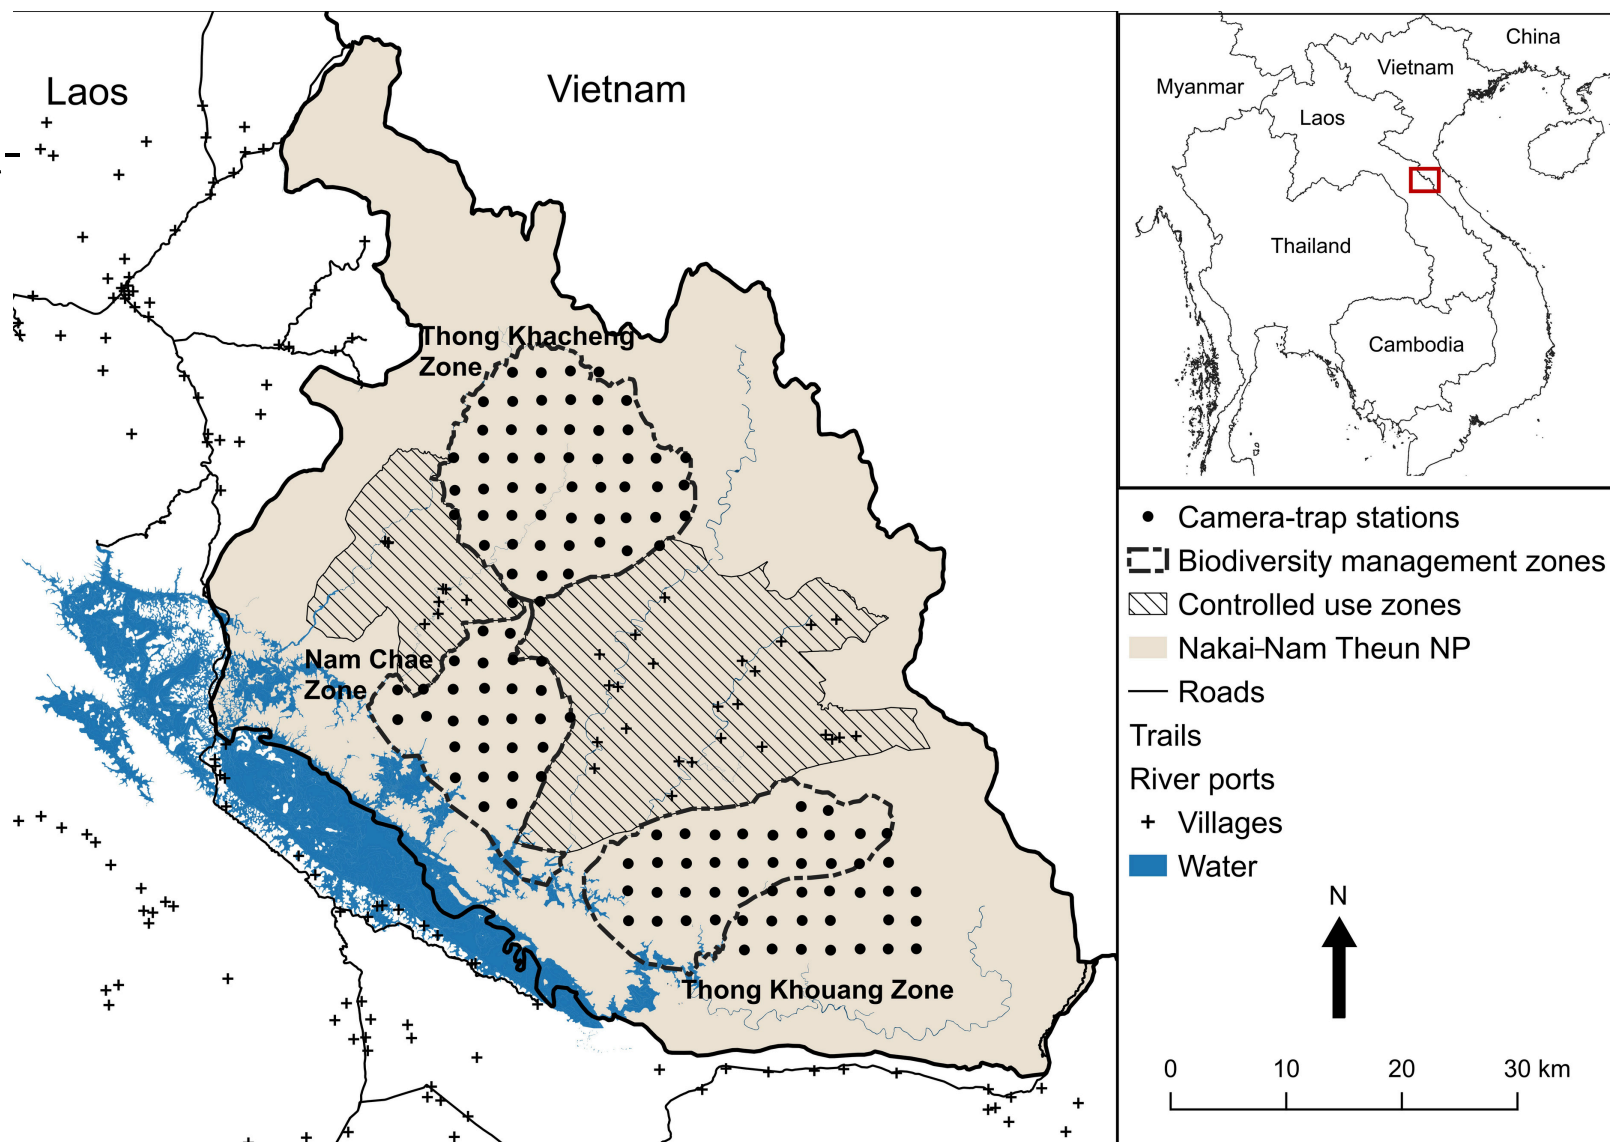 Laos
Vietnam
Thong Khacheng
Zone
Nam Chae
Zone
Thong Khouang Zone
China
Vietnam
Myanmar
Laos
Thailand
Cambodia
Camera-trap stations
Biodiversity management zones
Controlled use zones
Nakai-Nam Theun NP
Roads
Trails
River ports
Villages
Water
N
0 10 20 30 km